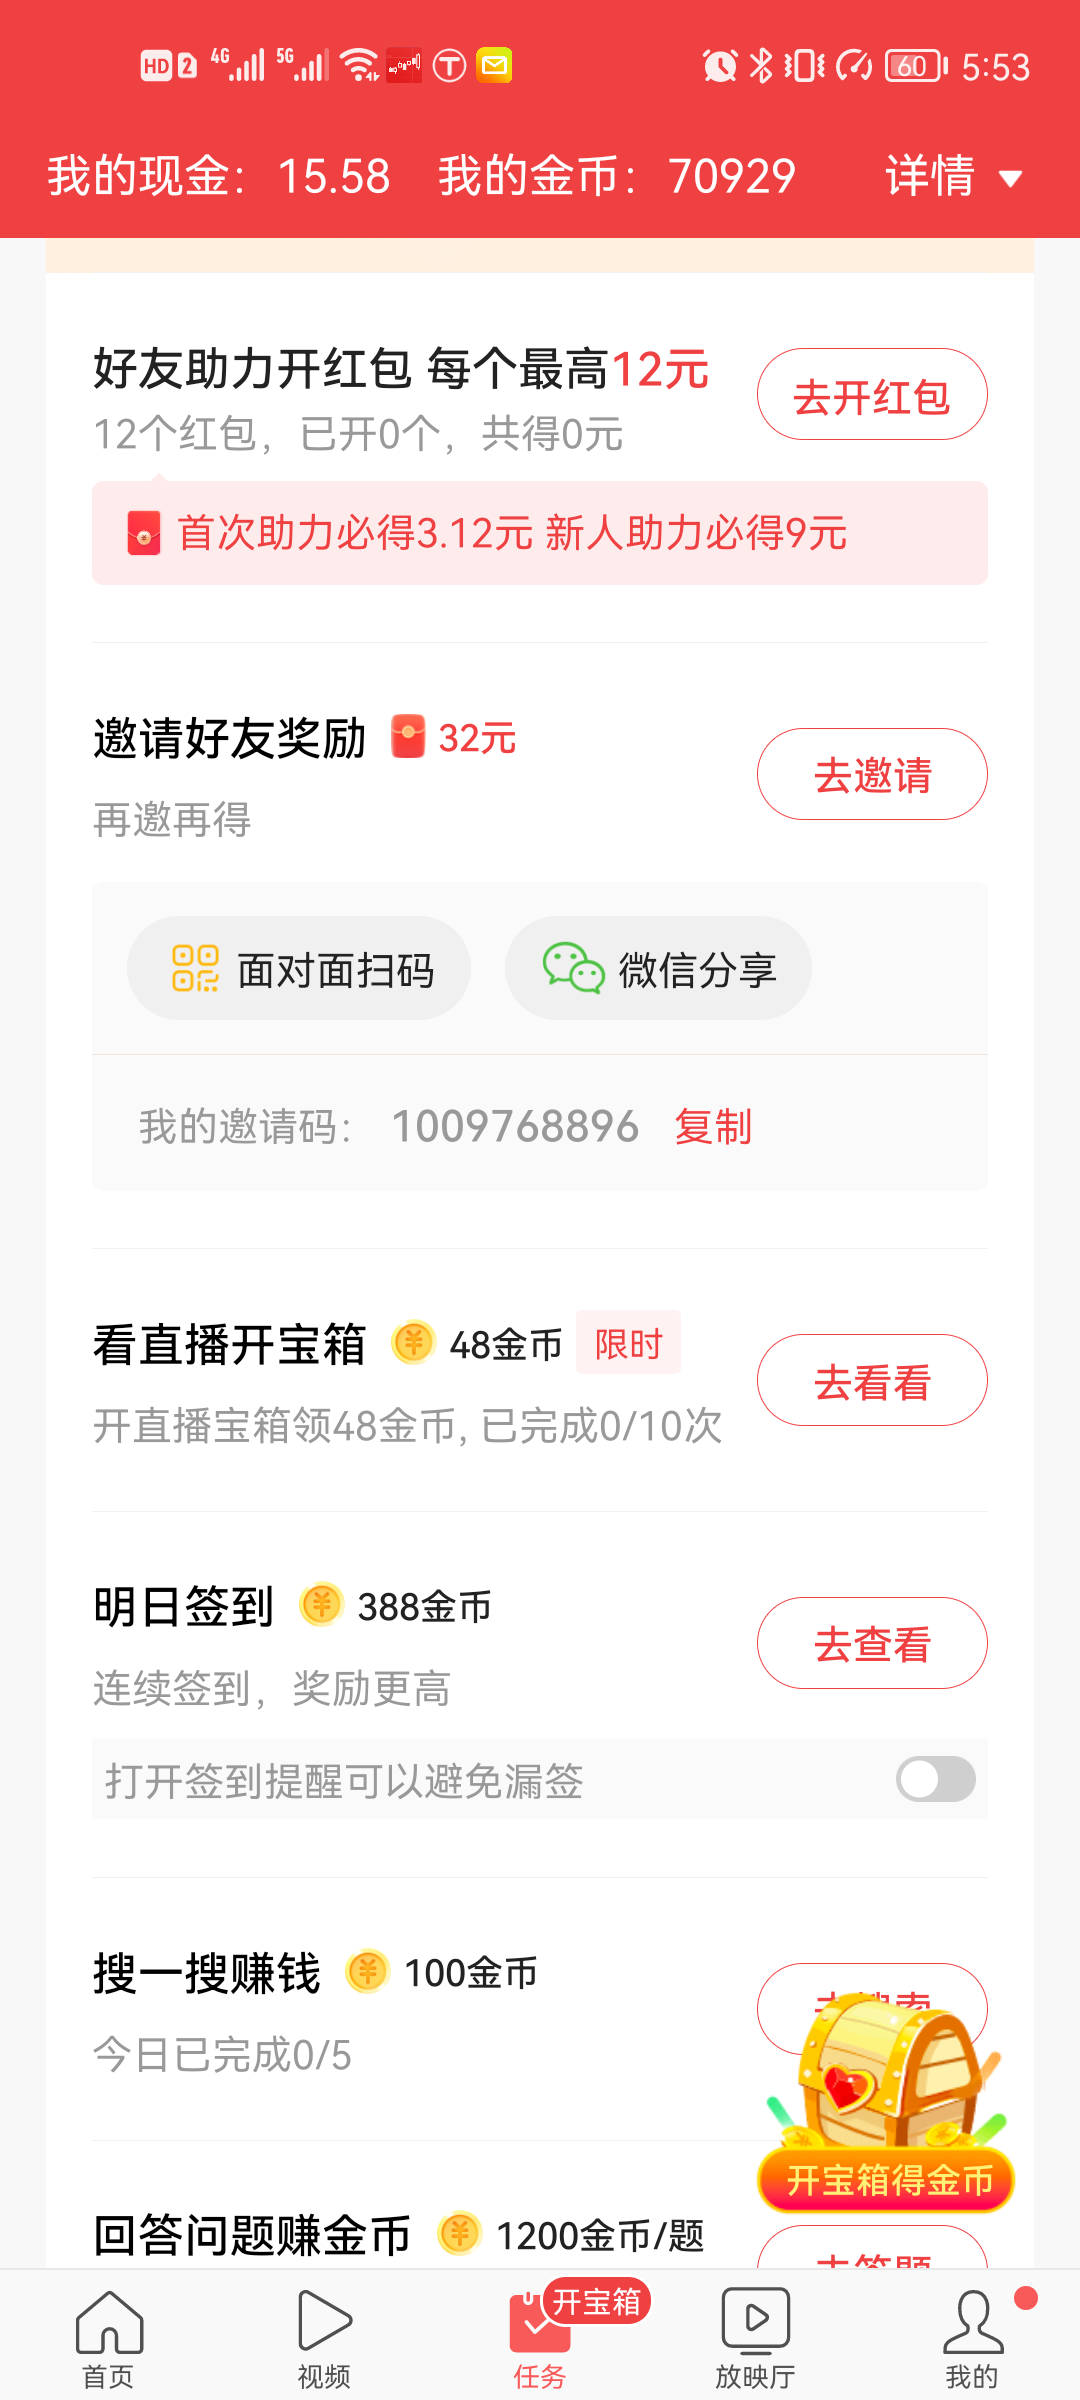 HD 2 4G 5G 60 5:53
我的现金：15.58 我的金币：70929 详情
好友助力开红包 每个最高12元
去开红包
12个红包，已开0个，共得0元
首次助力必得3.12元 新人助力必得9元
邀请好友奖励 32元
去邀请
再邀再得
面对面扫码 微信分享
我的邀请码： 1009768896 复制
看直播开宝箱 48金币 限时
去看看
开直播宝箱领48金币, 已完成0/10次
明日签到 388金币
去查看
连续签到，奖励更高
打开签到提醒可以避免漏签
搜一搜赚钱 100金币
今日已完成0/5
开宝箱得金币
回答问题赚金币 1200金币/题
去答题
开宝箱
首页 视频 任务 放映厅 我的